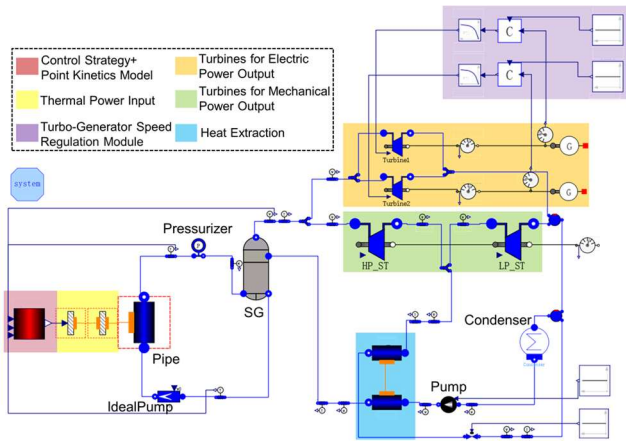 Control Strategy+
Point Kinetics Model
Turbines for Electric
Power Output
Thermal Power Input
Turbines for Mechanical
Power Output
Turbo-Generator Speed
Regulation Module
Heat Extraction
C
C
system
Turbine1
G
Turbine2
G
Pressurizer
P
SG
HP_ST
LP_ST
Condenser
Pipe
IdealPump
Pump